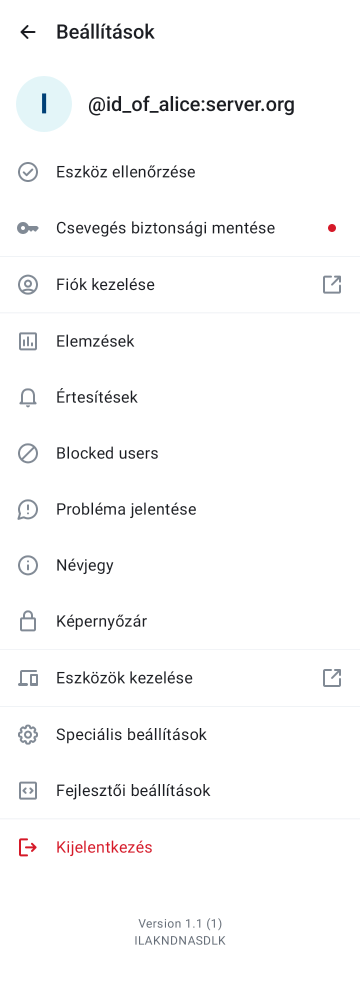 Beállítások
I
@id_of_alice:server.org
Eszköz ellenőrzése
Csevegés biztonsági mentése
Fiók kezelése
Elemzések
Értesítések
Blocked users
Probléma jelentése
Névjegy
Képernyőzár
Eszközök kezelése
Speciális beállítások
Fejlesztői beállítások
Kijelentkezés
Version 1.1 (1)
ILAKNDNASDLK